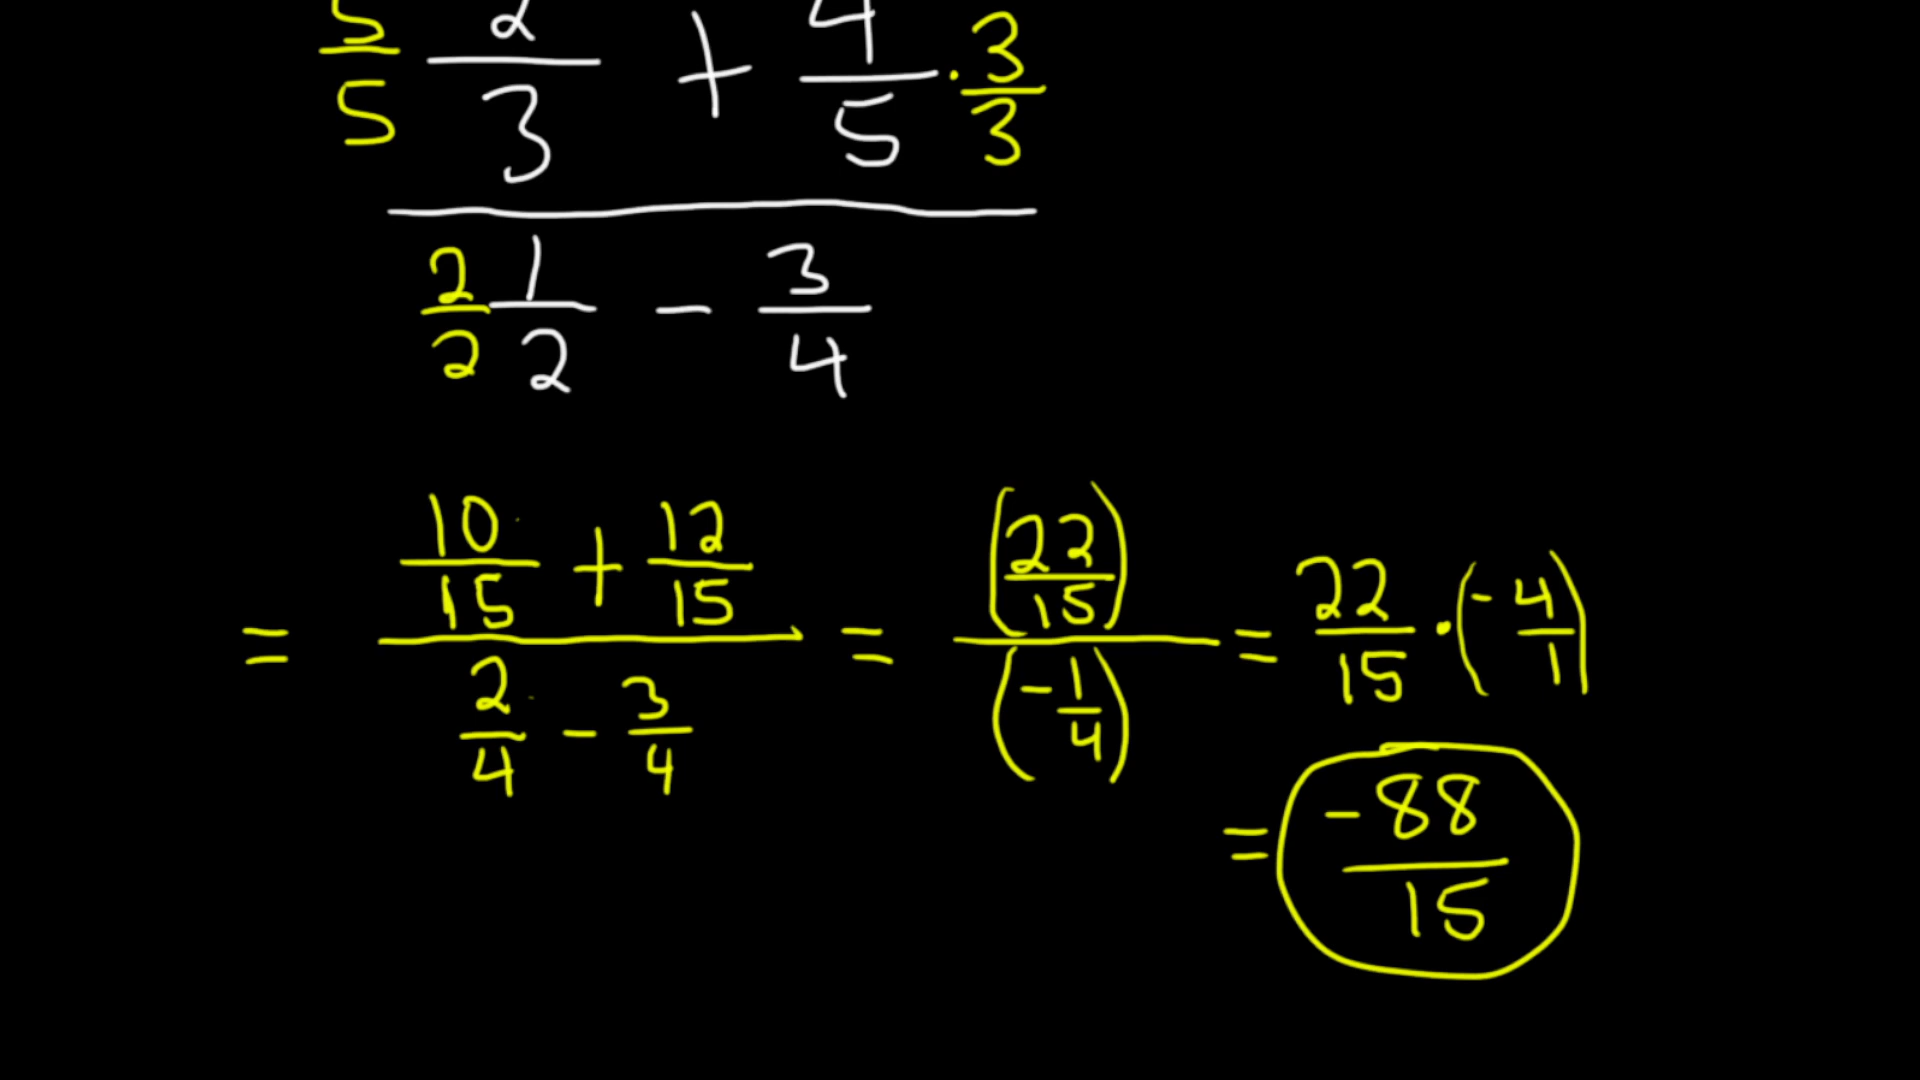 5/5 2/3 + 4/5 · 3/3
2/2 1/2 - 3/4
= (10/15 + 12/15)/(2/4 - 3/4) = (22/15)/(-1/4) = 22/15 · (-4/1)
= -88/15